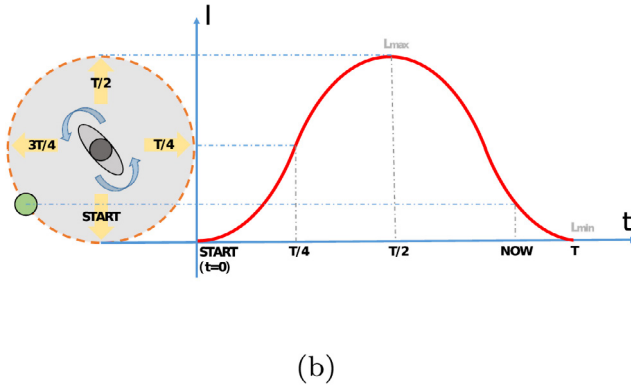 I
Lmax
T/2
3T/4
T/4
START
Lmin
t
START
(t=0)
T/4
T/2
NOW
T
(b)